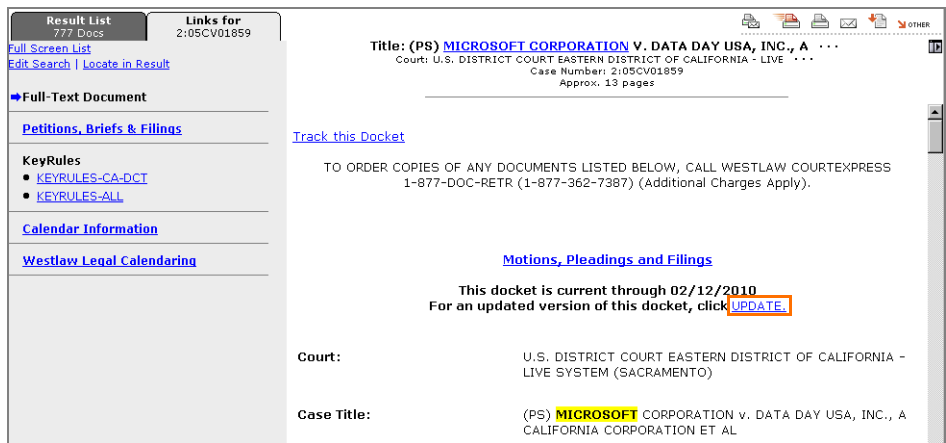 Result List
777 Docs
Links for
2:05CV01859
Full Screen List
Edit Search | Locate in Result
Full-Text Document
Petitions, Briefs & Filings
KeyRules
KEYRULES-CA-DCT
KEYRULES-ALL
Calendar Information
Westlaw Legal Calendaring
OTHER
Title: (PS) MICROSOFT CORPORATION V. DATA DAY USA, INC., A ···
Court: U.S. DISTRICT COURT EASTERN DISTRICT OF CALIFORNIA - LIVE ···
Case Number: 2:05CV01859
Approx. 13 pages
Track this Docket
TO ORDER COPIES OF ANY DOCUMENTS LISTED BELOW, CALL WESTLAW COURTEXPRESS
1-877-DOC-RETR (1-877-362-7387) (Additional Charges Apply).
Motions, Pleadings and Filings
This docket is current through 02/12/2010
For an updated version of this docket, click UPDATE.
Court: U.S. DISTRICT COURT EASTERN DISTRICT OF CALIFORNIA -
LIVE SYSTEM (SACRAMENTO)
Case Title: (PS) MICROSOFT CORPORATION v. DATA DAY USA, INC., A
CALIFORNIA CORPORATION ET AL